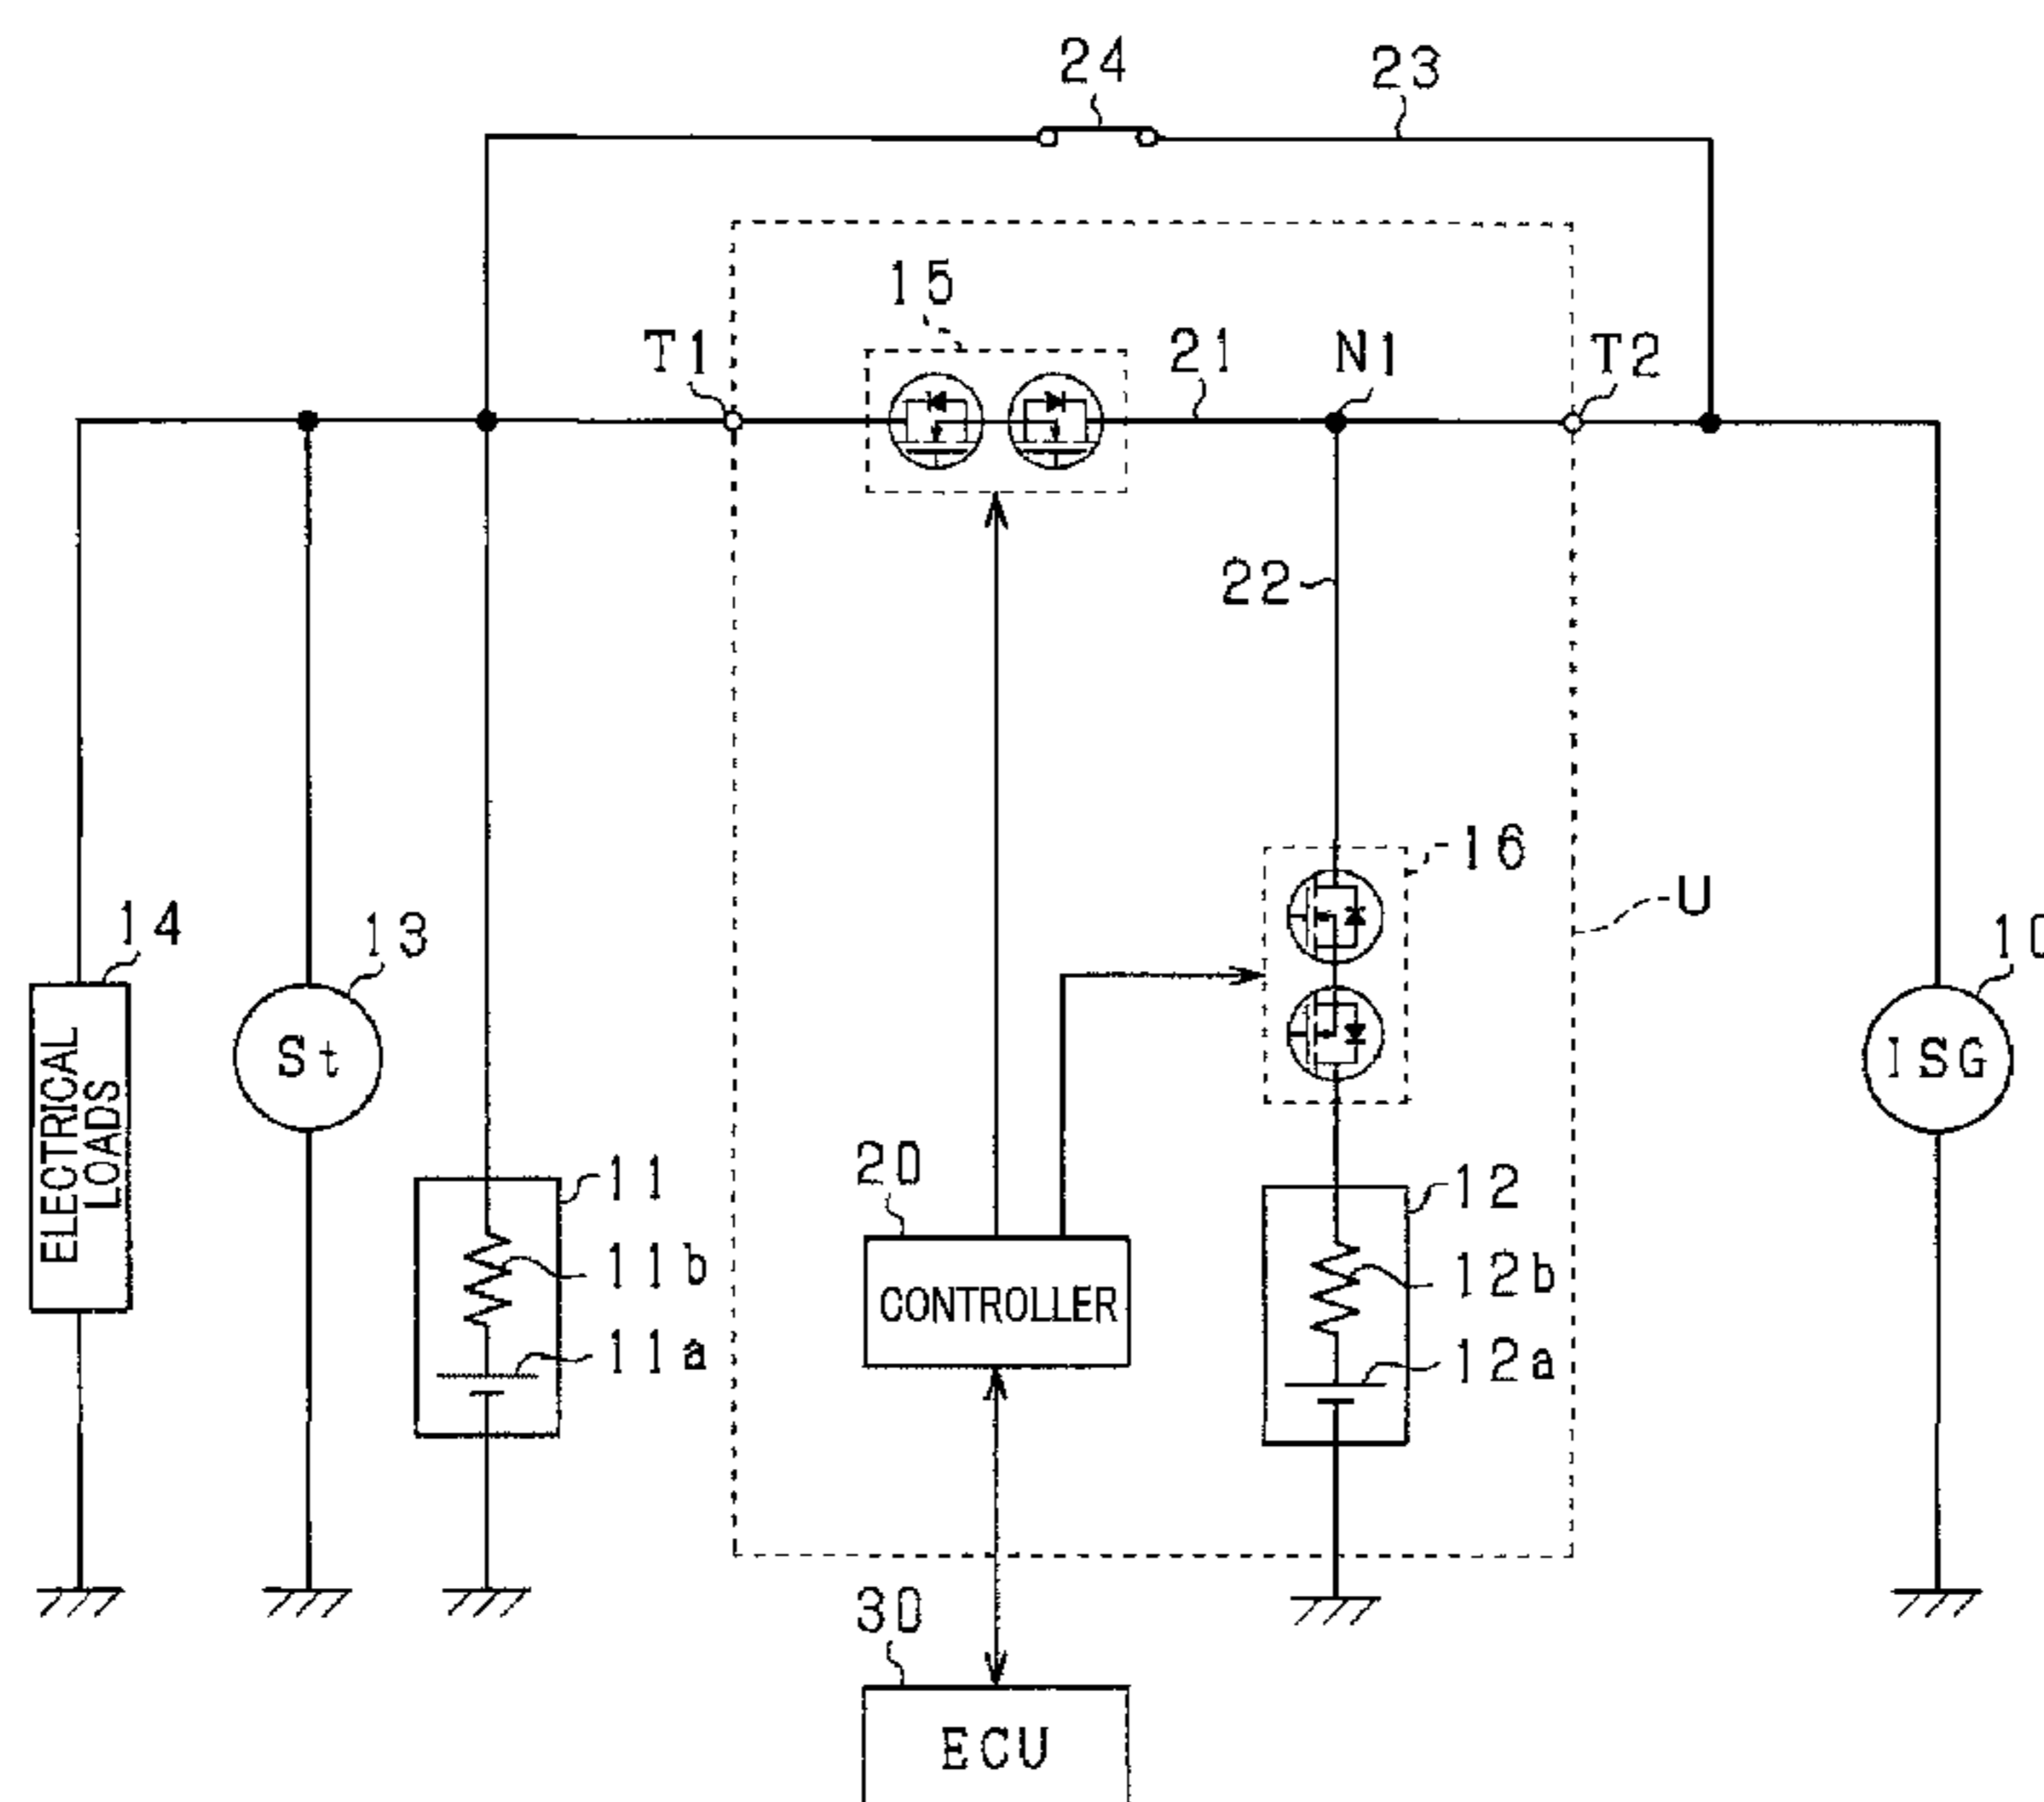 24
23
15
T1
21
N1
T2
22
16
U
14
13
10
ELECTRICAL
LOADS
St
ISG
20
11
12
11b
12b
CONTROLLER
11a
12a
30
ECU